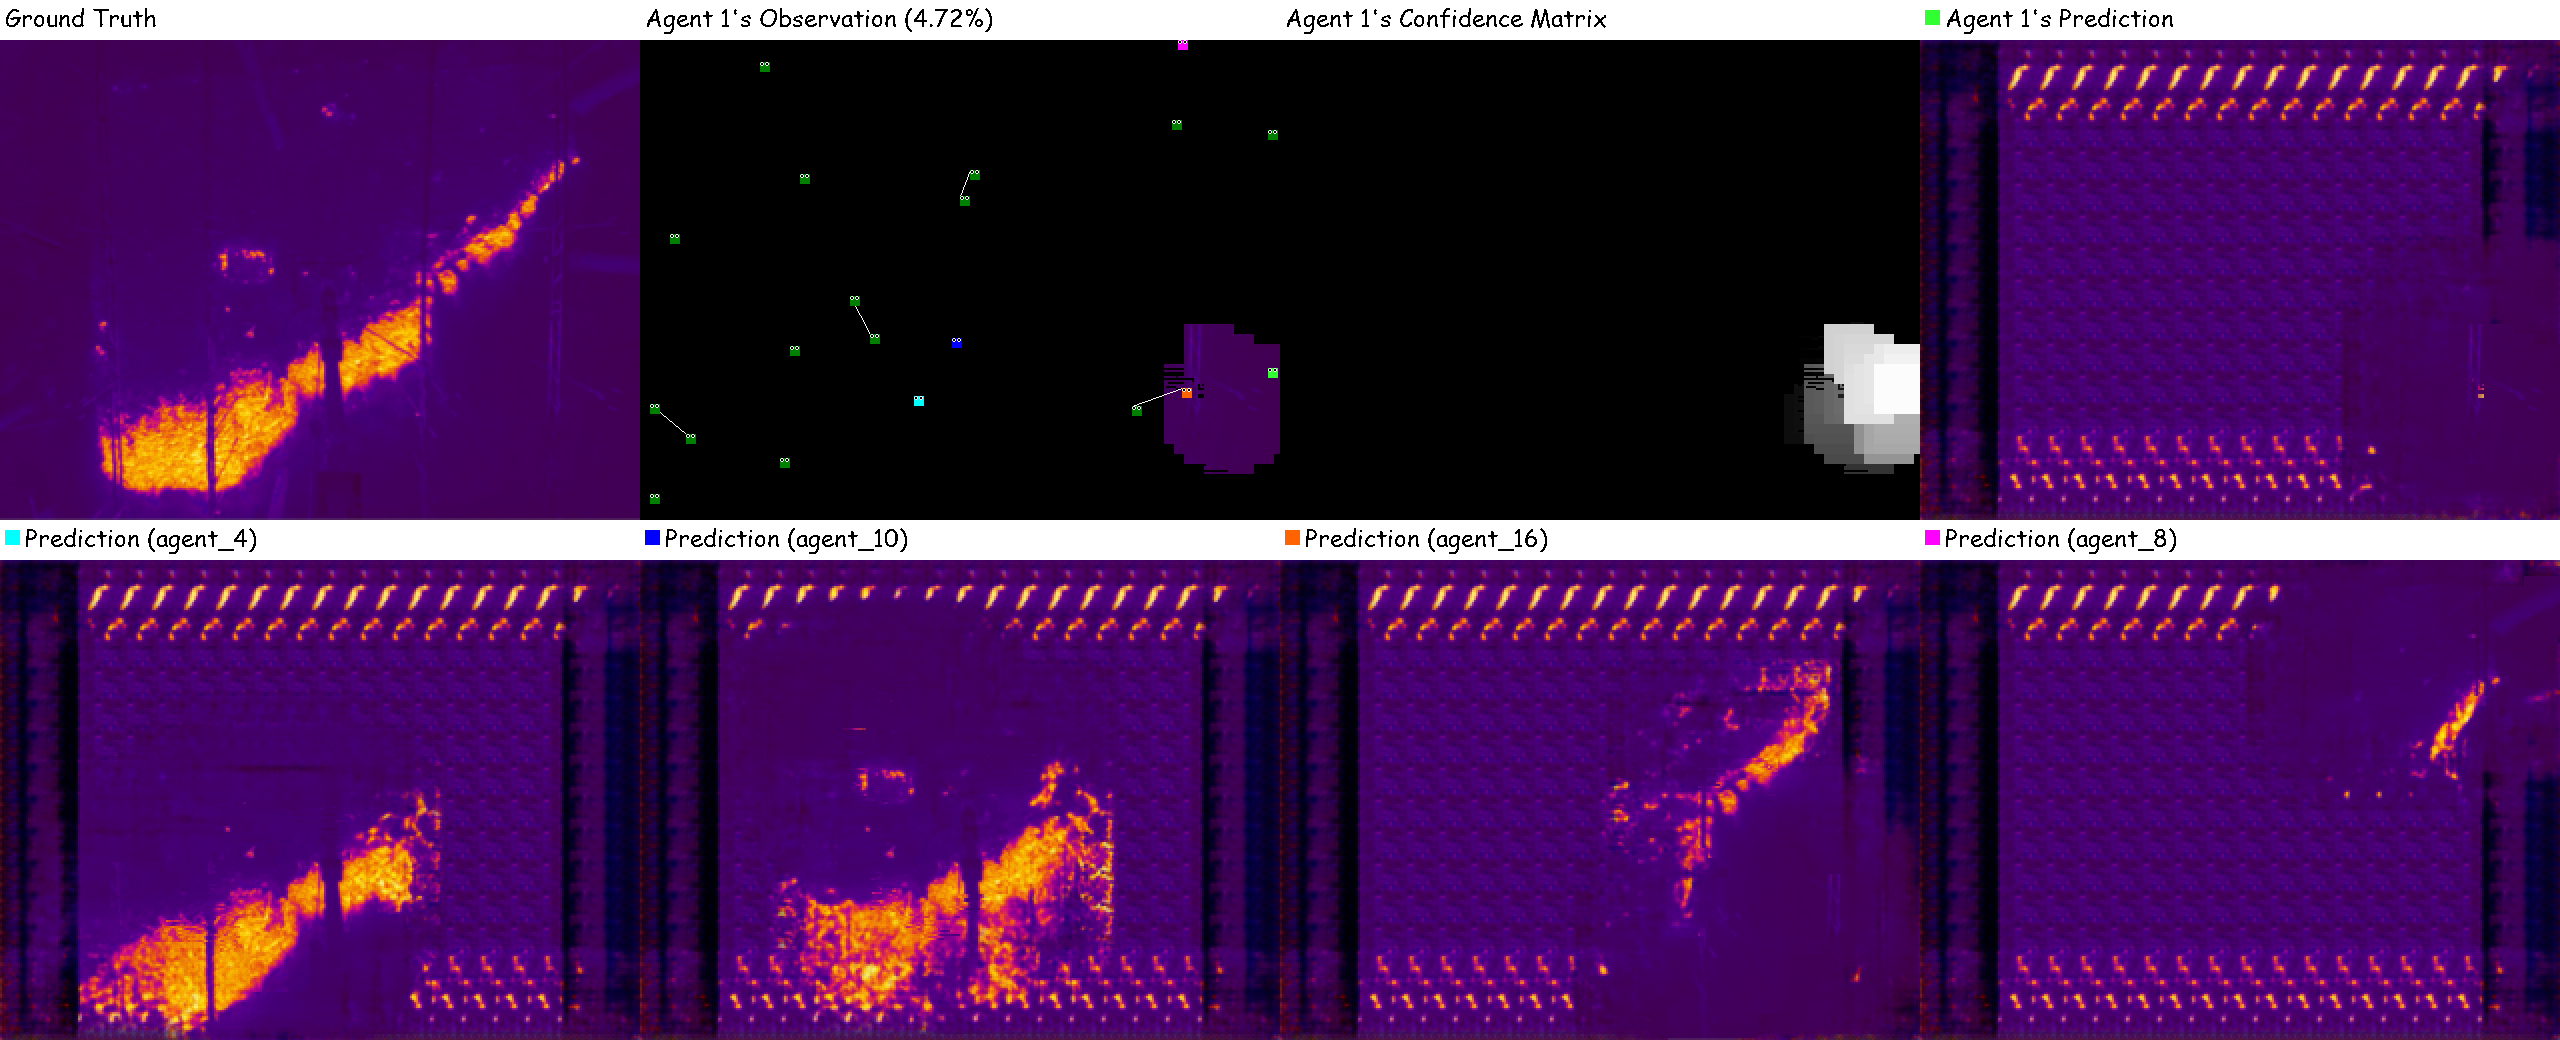 Ground Truth
Agent 1's Observation (4.72%)
Agent 1's Confidence Matrix
Agent 1's Prediction
Prediction (agent_4)
Prediction (agent_10)
Prediction (agent_16)
Prediction (agent_8)